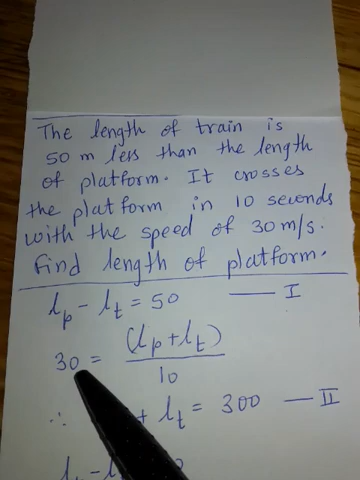 The length of train is
50 m less than the length
of platform. It crosses
the platform in 10 seconds
with the speed of 30 m/s.
Find length of platform.
lp - lt = 50 —— I
30 = (lp + lt) / 10
∴ + lt = 300 — II